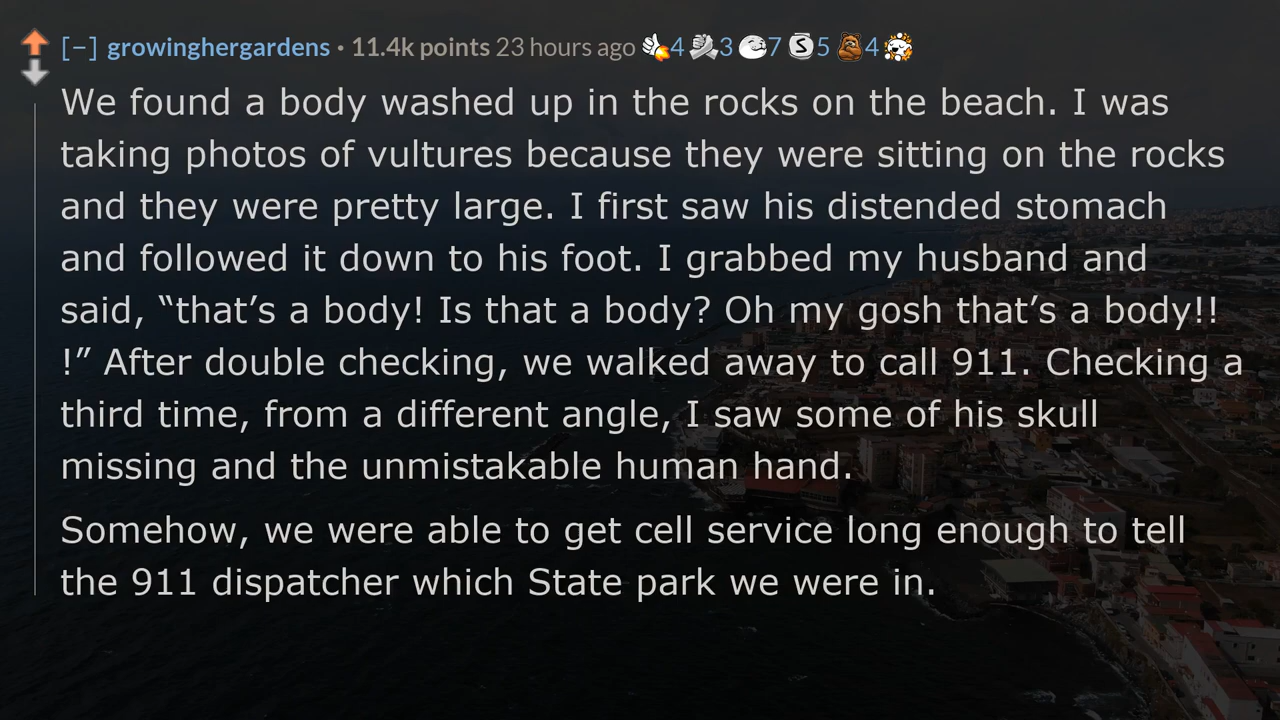 [–] growinghergardens • 11.4k points 23 hours ago 4 3 7 S 5 4
We found a body washed up in the rocks on the beach. I was
taking photos of vultures because they were sitting on the rocks
and they were pretty large. I first saw his distended stomach
and followed it down to his foot. I grabbed my husband and
said, “that’s a body! Is that a body? Oh my gosh that’s a body!!
!” After double checking, we walked away to call 911. Checking a
third time, from a different angle, I saw some of his skull
missing and the unmistakable human hand.
Somehow, we were able to get cell service long enough to tell
the 911 dispatcher which State park we were in.